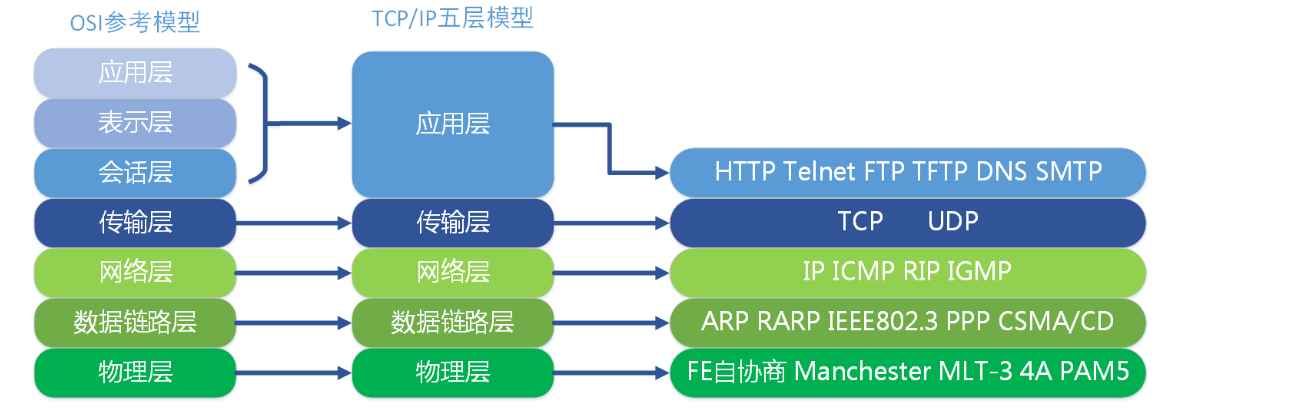 OSI参考模型
TCP/IP五层模型
应用层
表示层
会话层
传输层
网络层
数据链路层
物理层
应用层
传输层
网络层
数据链路层
物理层
HTTP Telnet FTP TFTP DNS SMTP
TCP UDP
IP ICMP RIP IGMP
ARP RARP IEEE802.3 PPP CSMA/CD
FE自协商 Manchester MLT-3 4A PAM5